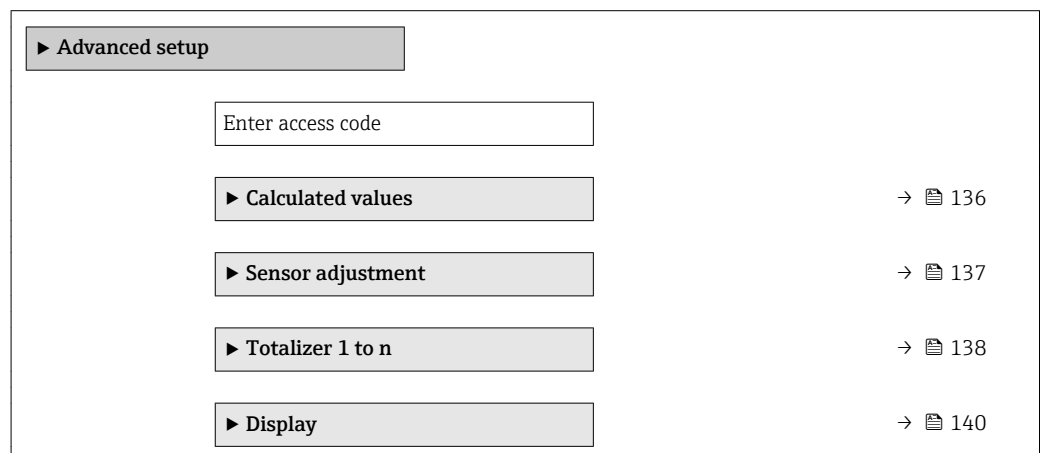 ▶ Advanced setup
Enter access code
▶ Calculated values → 136
▶ Sensor adjustment → 137
▶ Totalizer 1 to n → 138
▶ Display → 140